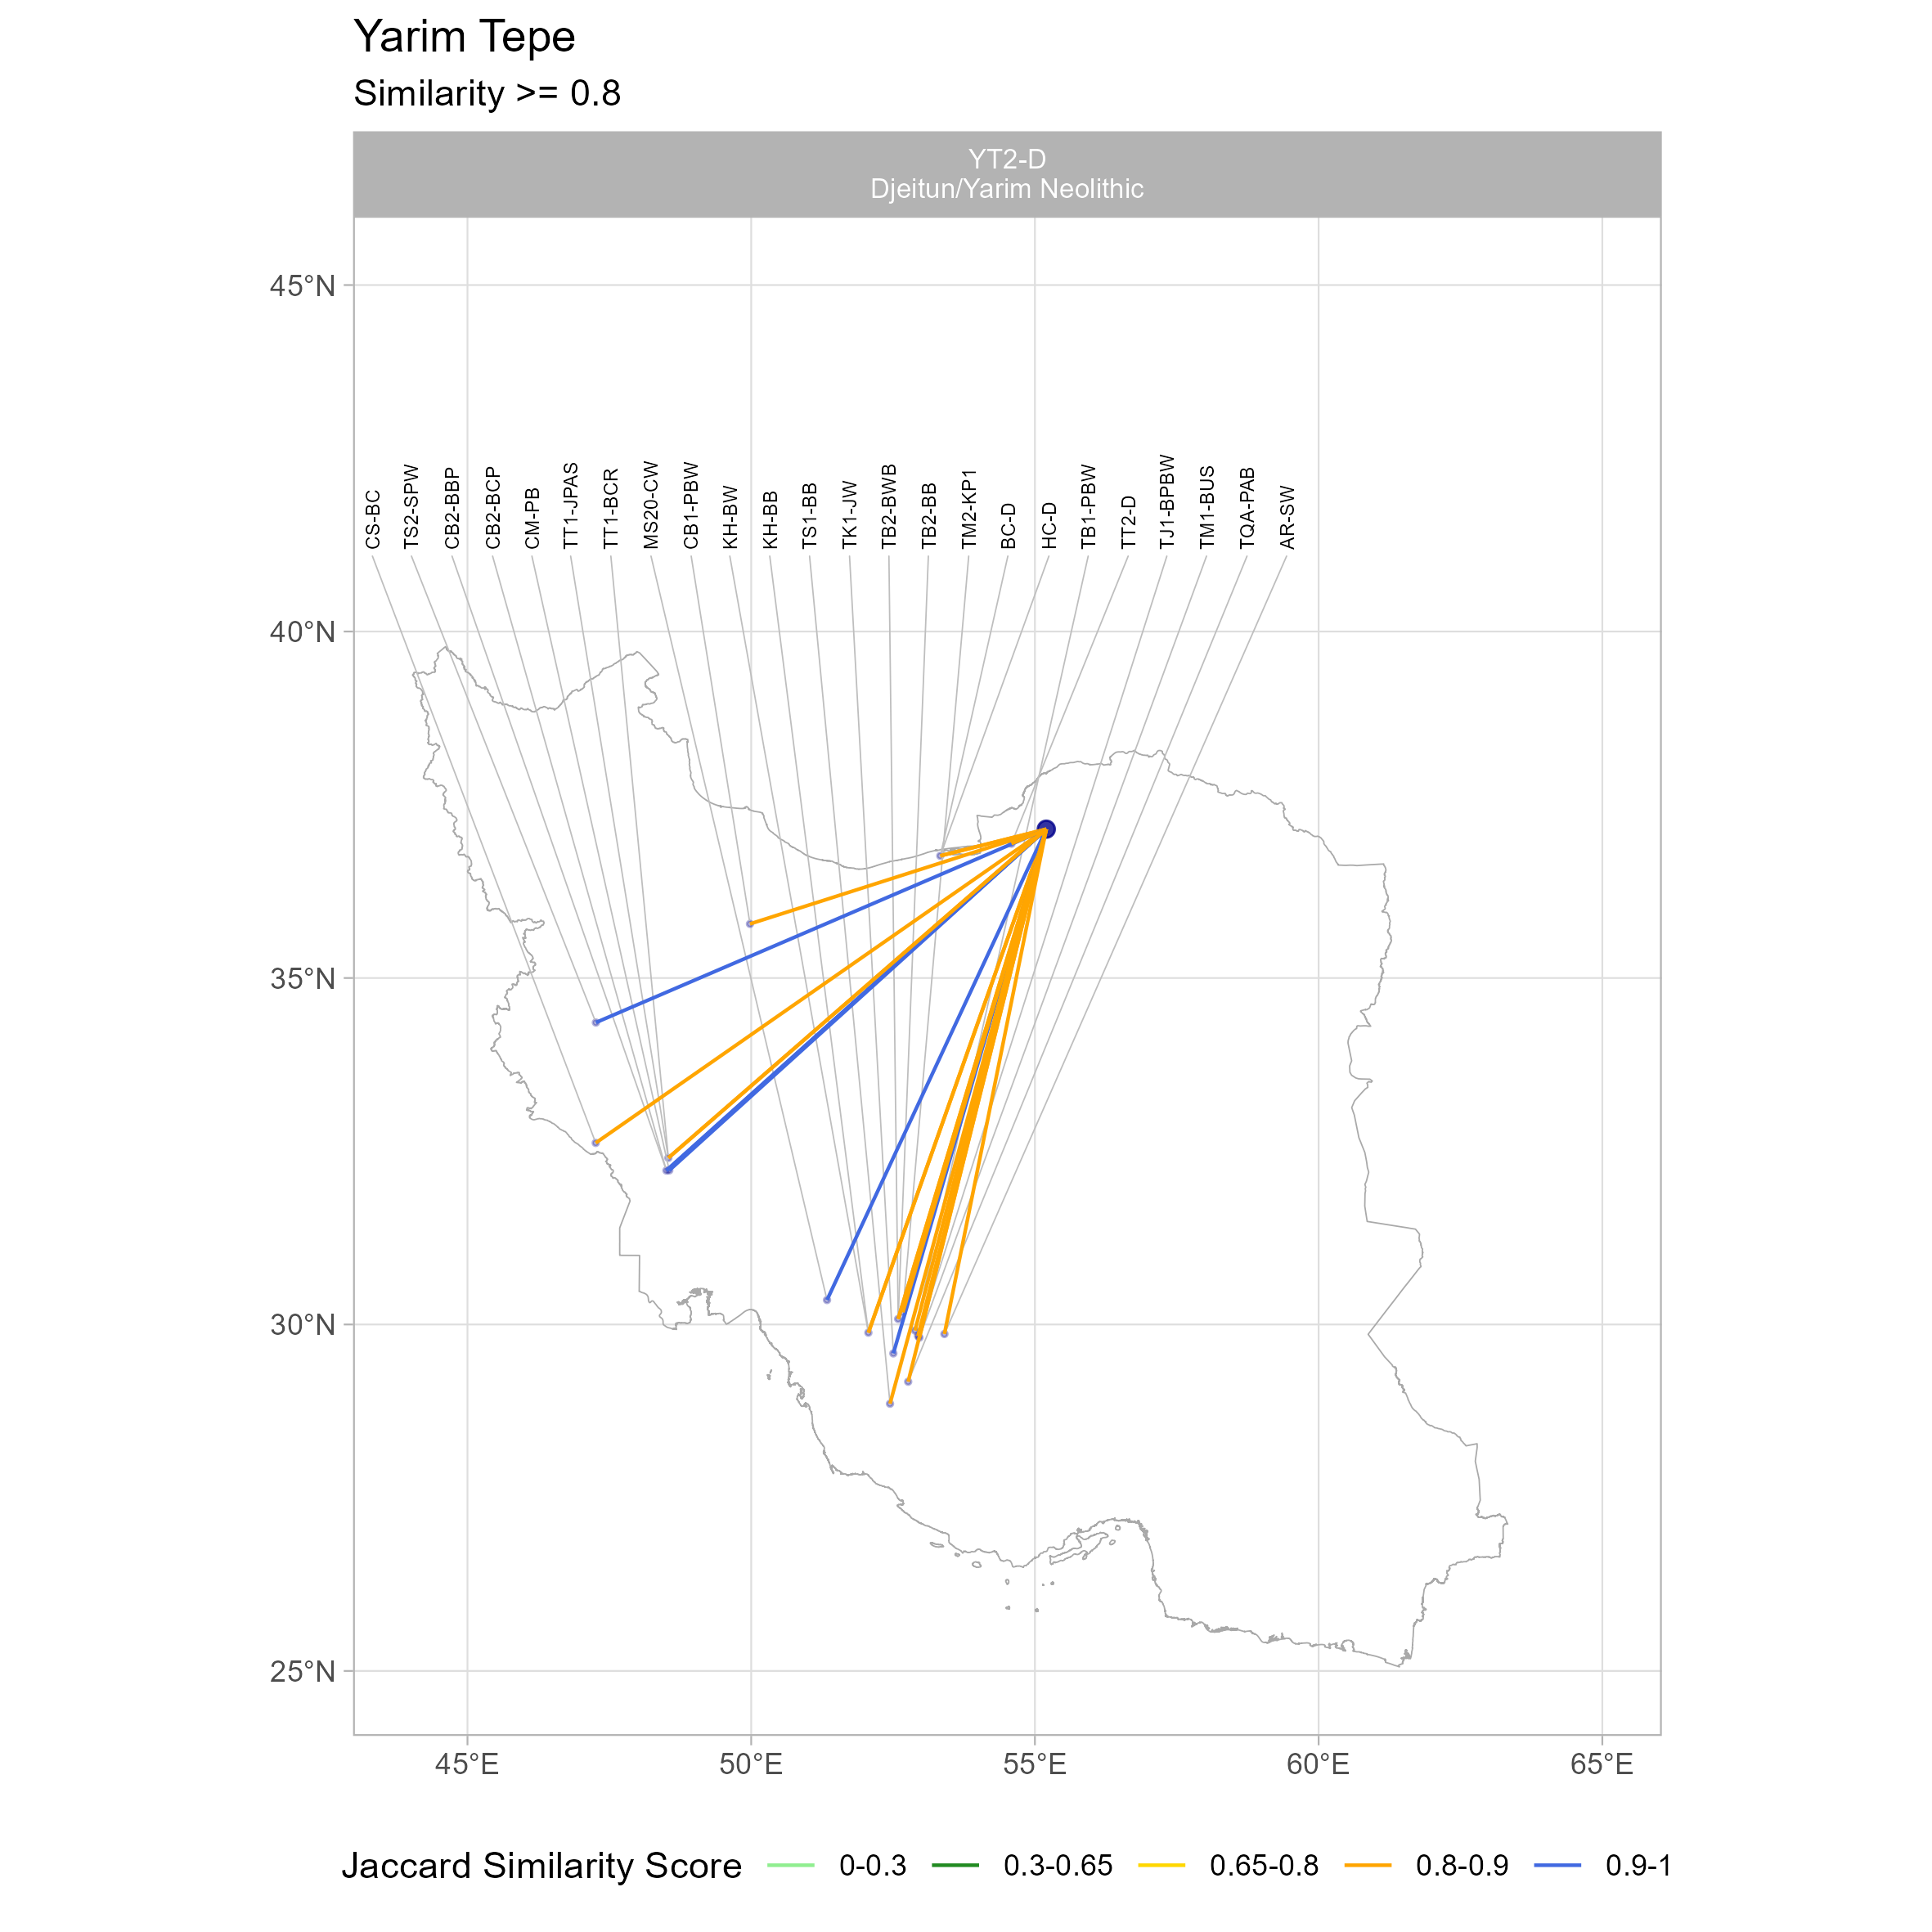 Yarim Tepe
Similarity >= 0.8
YT2-D
Djeitun/Yarim Neolithic
45°N
40°N
35°N
30°N
25°N
CS-BC
TS2-SPW
CB2-BBP
CB2-BCP
CM-PB
TT1-JPAS
TT1-BCR
MS20-CW
CB1-PBW
KH-BW
KH-BB
TS1-BB
TK1-JW
TB2-BWB
TB2-BB
TM2-KP1
BC-D
HC-D
TB1-PBW
TT2-D
TJ1-BPBW
TM1-BUS
TQA-PAB
AR-SW
45°E 50°E 55°E 60°E 65°E
Jaccard Similarity Score 0-0.3 0.3-0.65 0.65-0.8 0.8-0.9 0.9-1